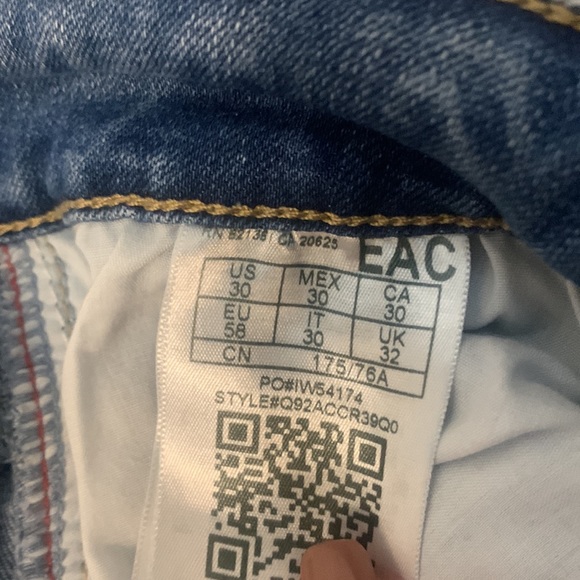 RN 62136 CA 20625
EAC
US MEX CA
30 30 30
EU IT UK
58 30 32
CN 175/76A
PO#IW54174
STYLE#Q92ACCR39Q0